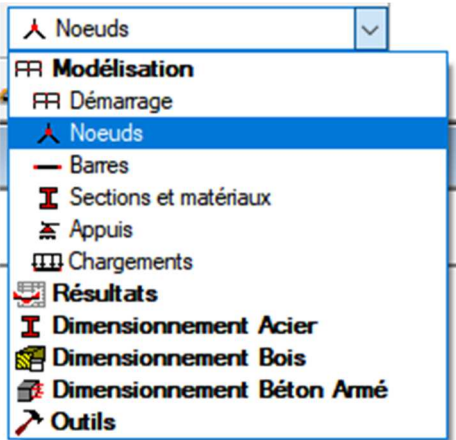 Noeuds
Modélisation
Démarrage
Noeuds
Barres
Sections et matériaux
Appuis
Chargements
Résultats
Dimensionnement Acier
Dimensionnement Bois
Dimensionnement Béton Armé
Outils